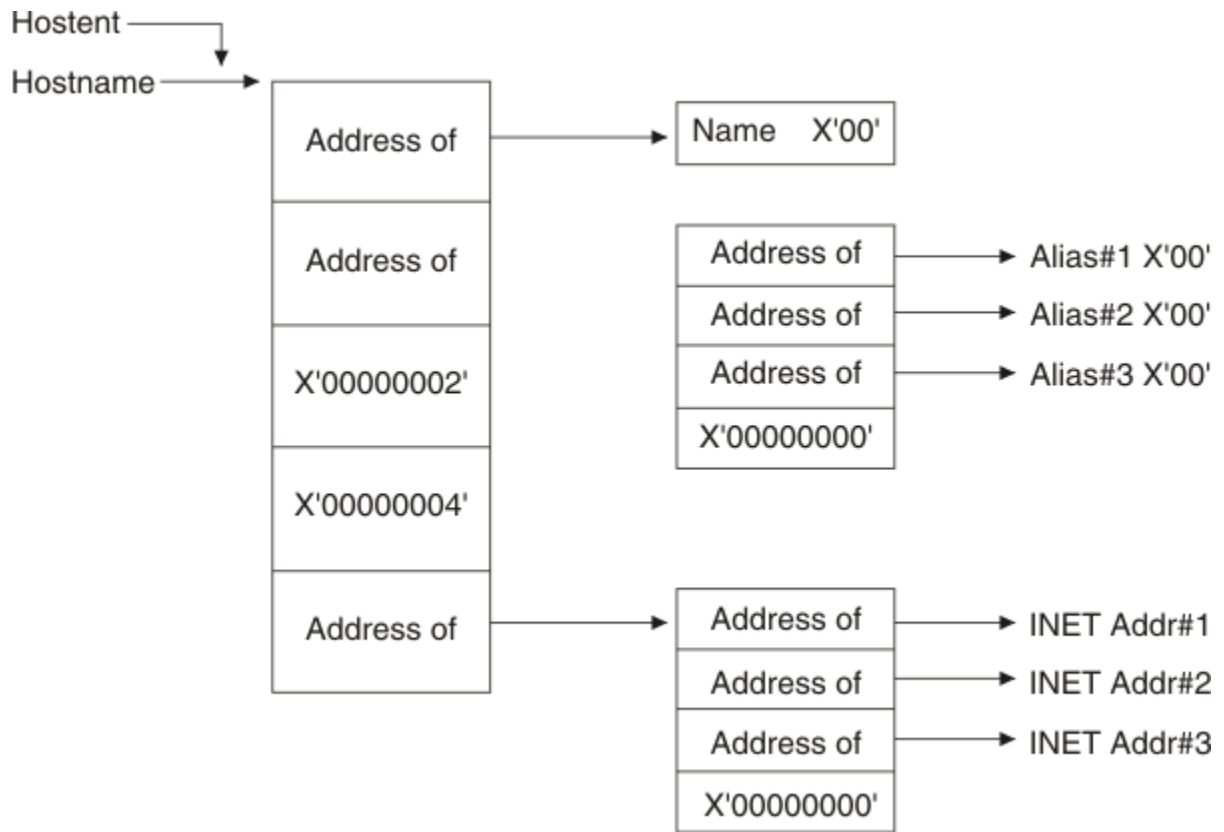 Hostent
Hostname
Address of
Address of
X'00000002'
X'00000004'
Address of
Name X'00'
Address of
Address of
Address of
X'00000000'
Alias#1 X'00'
Alias#2 X'00'
Alias#3 X'00'
Address of
Address of
Address of
X'00000000'
INET Addr#1
INET Addr#2
INET Addr#3